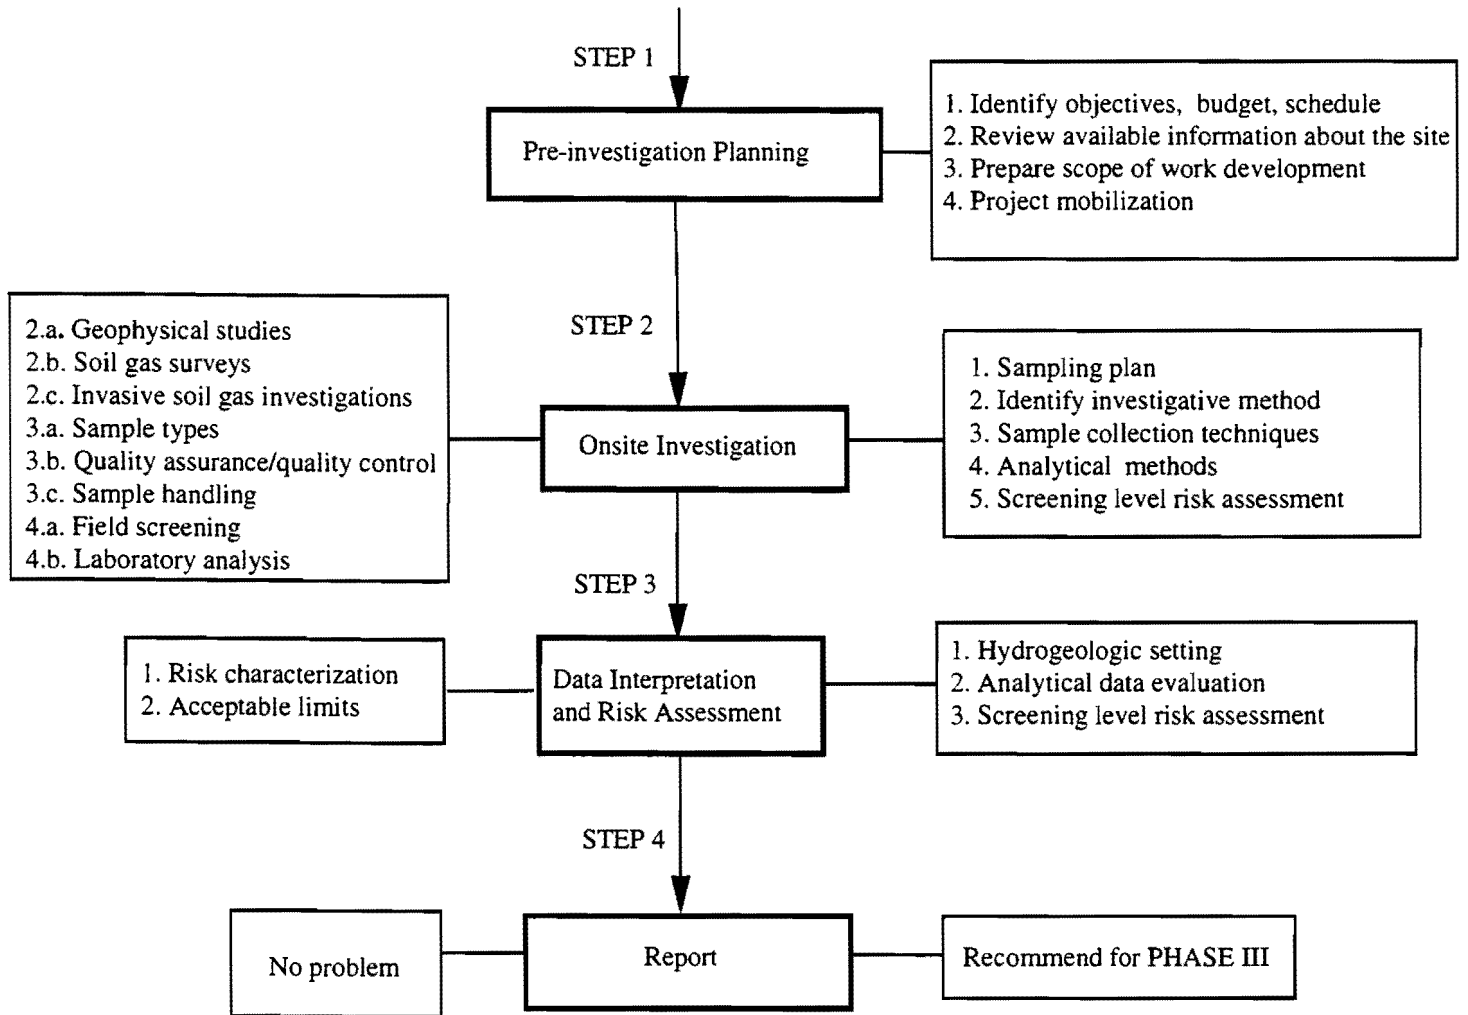 STEP 1
Pre-investigation Planning
1. Identify objectives, budget, schedule
2. Review available information about the site
3. Prepare scope of work development
4. Project mobilization
STEP 2
2.a. Geophysical studies
2.b. Soil gas surveys
2.c. Invasive soil gas investigations
3.a. Sample types
3.b. Quality assurance/quality control
3.c. Sample handling
4.a. Field screening
4.b. Laboratory analysis
Onsite Investigation
1. Sampling plan
2. Identify investigative method
3. Sample collection techniques
4. Analytical methods
5. Screening level risk assessment
STEP 3
1. Risk characterization
2. Acceptable limits
Data Interpretation
and Risk Assessment
1. Hydrogeologic setting
2. Analytical data evaluation
3. Screening level risk assessment
STEP 4
No problem
Report
Recommend for PHASE III